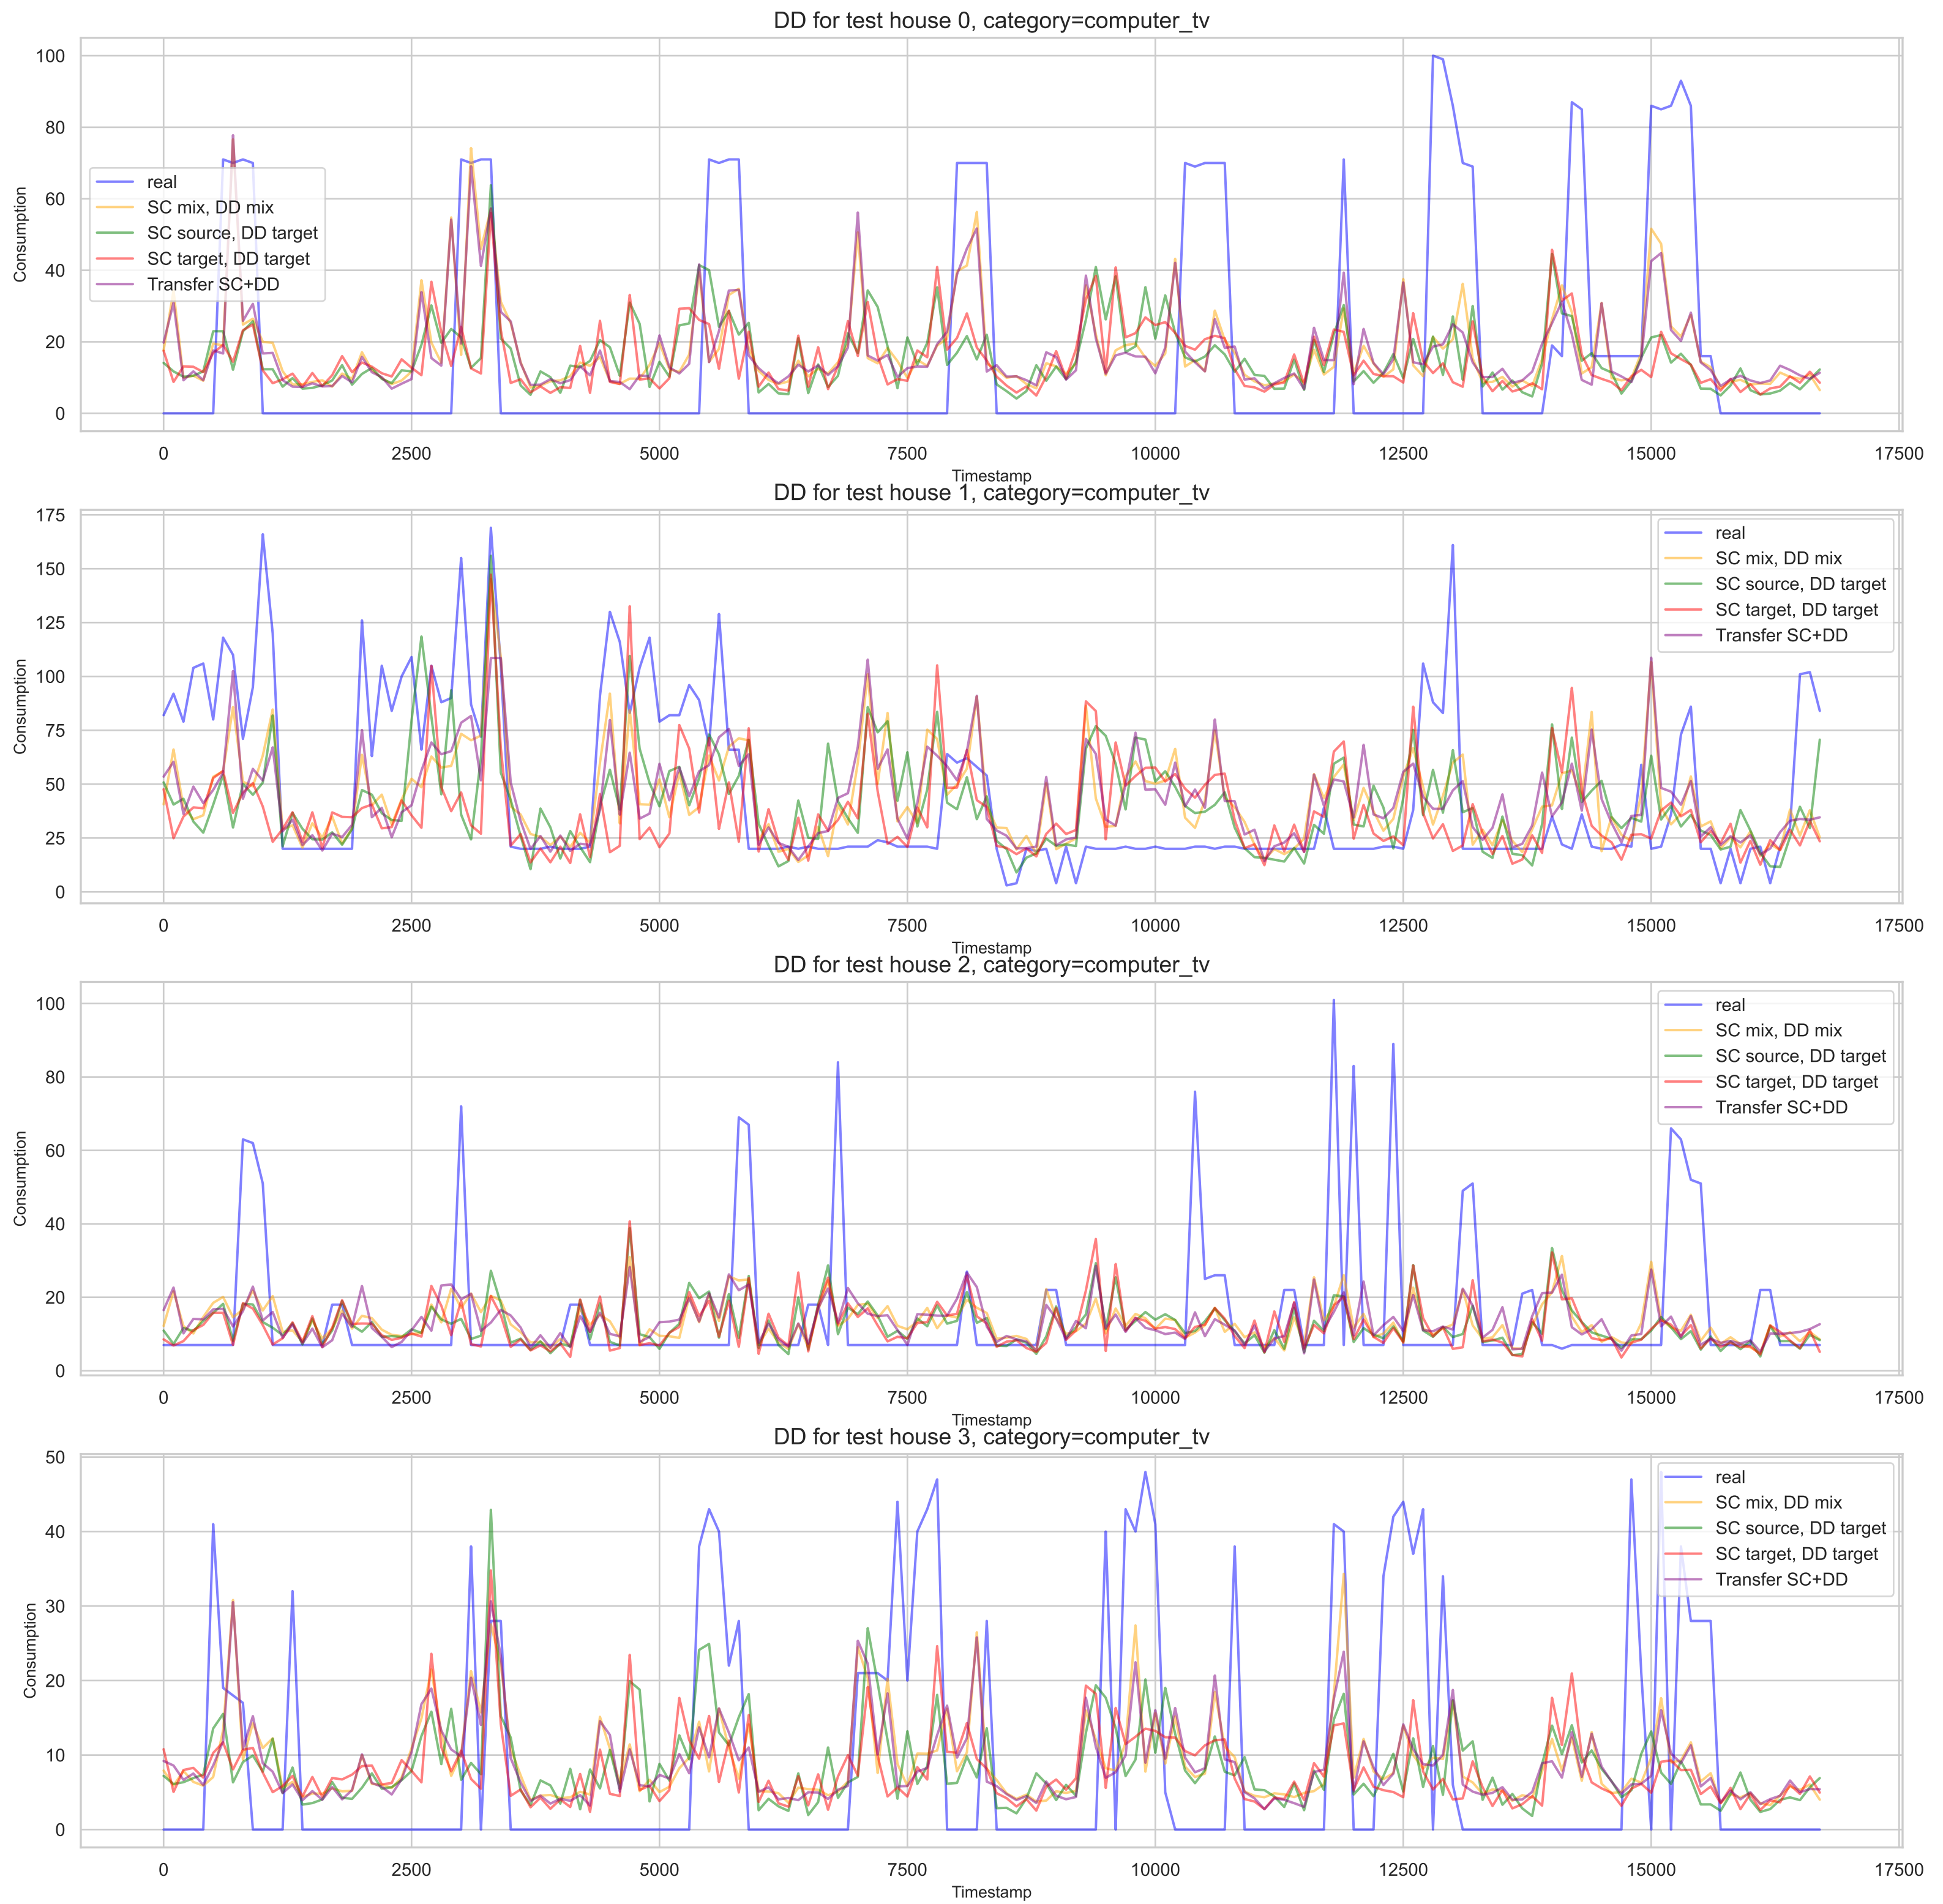 DD for test house 0, category=computer_tv
100
80
60
40
20
0
Consumption
real
SC mix, DD mix
SC source, DD target
SC target, DD target
Transfer SC+DD
0 2500 5000 7500 10000 12500 15000 17500
Timestamp
DD for test house 1, category=computer_tv
175
150
125
100
75
50
25
0
Consumption
real
SC mix, DD mix
SC source, DD target
SC target, DD target
Transfer SC+DD
0 2500 5000 7500 10000 12500 15000 17500
Timestamp
DD for test house 2, category=computer_tv
100
80
60
40
20
0
Consumption
real
SC mix, DD mix
SC source, DD target
SC target, DD target
Transfer SC+DD
0 2500 5000 7500 10000 12500 15000 17500
Timestamp
DD for test house 3, category=computer_tv
50
40
30
20
10
0
Consumption
real
SC mix, DD mix
SC source, DD target
SC target, DD target
Transfer SC+DD
0 2500 5000 7500 10000 12500 15000 17500
Timestamp